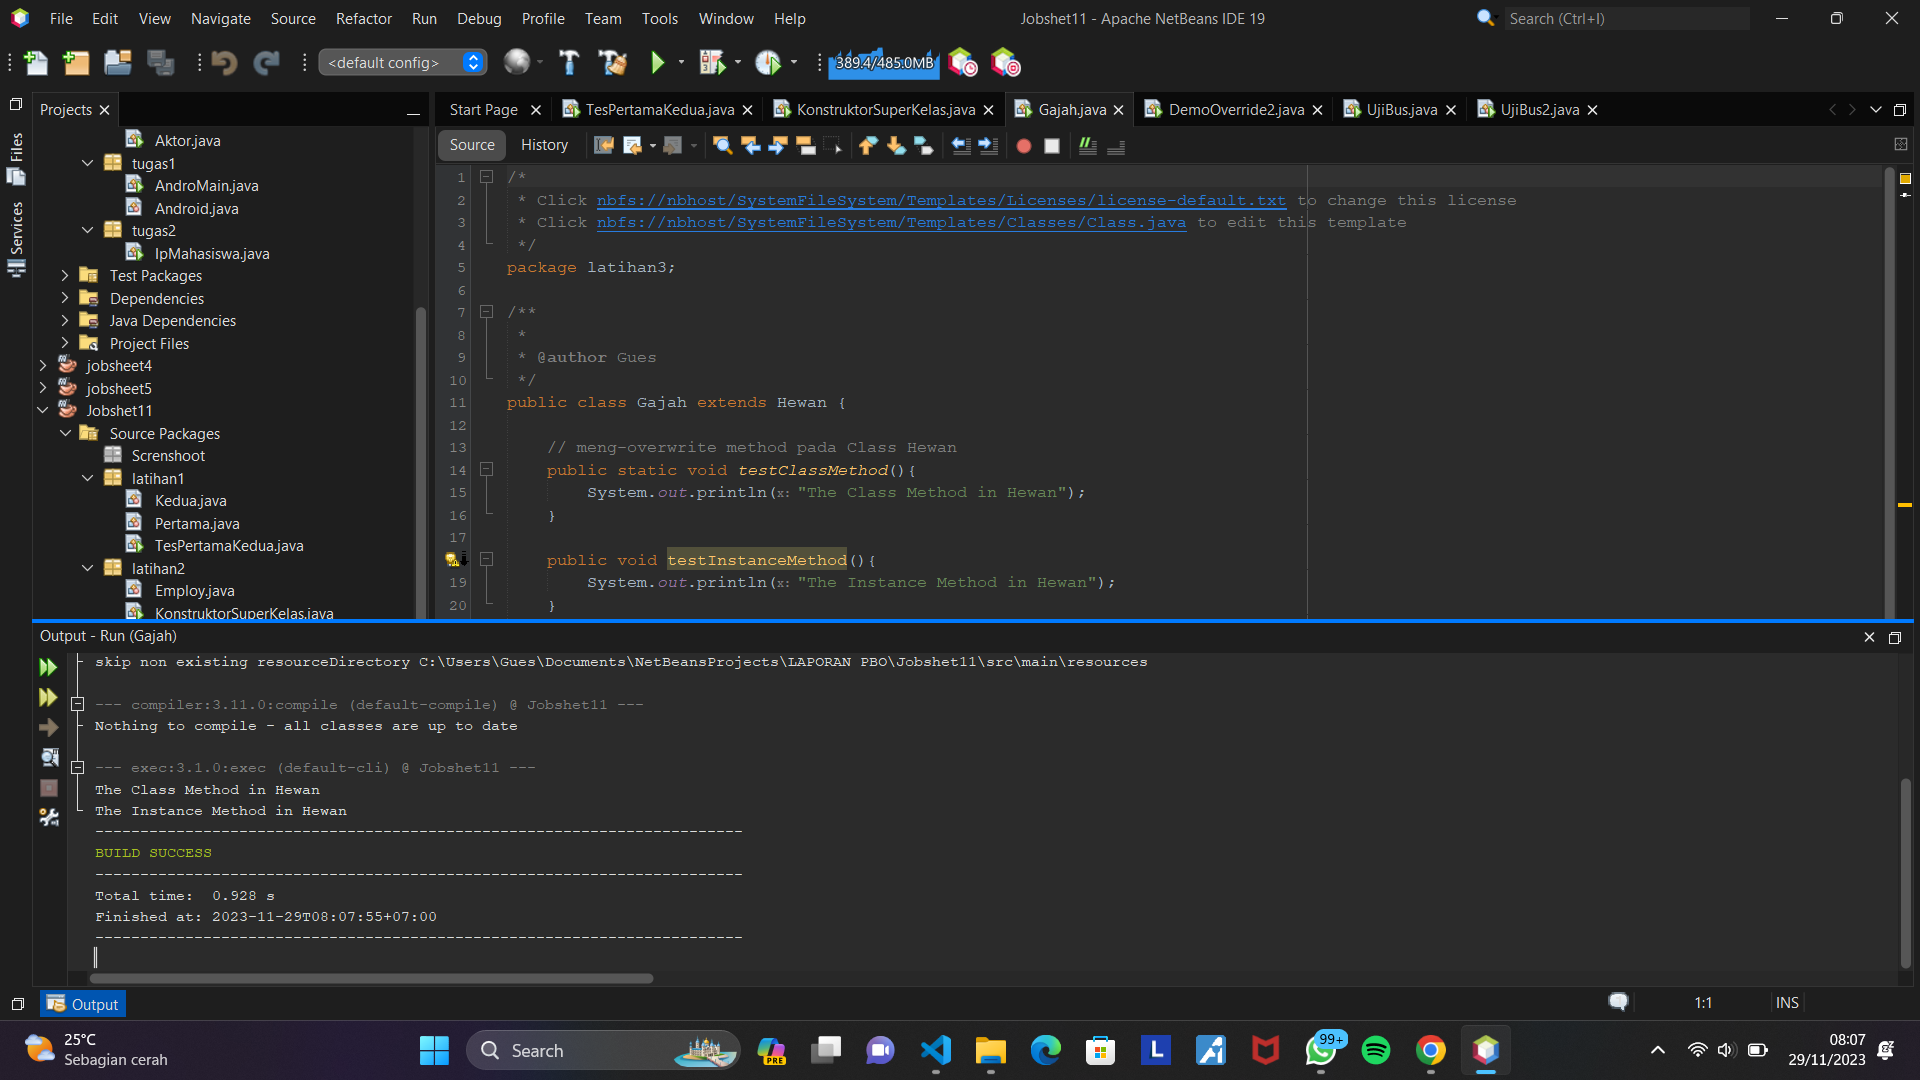 File Edit View Navigate Source Refactor Run Debug Profile Team Tools Window Help
Jobshet11 - Apache NetBeans IDE 19
Search (Ctrl+I)
<default config>
389.4/485.0MB
Files
Services
Projects
Aktor.java
tugas1
AndroMain.java
Android.java
tugas2
IpMahasiswa.java
Test Packages
Dependencies
Java Dependencies
Project Files
jobsheet4
jobsheet5
Jobshet11
Source Packages
Screnshoot
latihan1
Kedua.java
Pertama.java
TesPertamaKedua.java
latihan2
Employ.java
KonstruktorSuperKelas.java
Start Page TesPertamaKedua.java KonstruktorSuperKelas.java Gajah.java DemoOverride2.java UjiBus.java UjiBus2.java
Source History
1 /*
2 * Click nbfs://nbhost/SystemFileSystem/Templates/Licenses/license-default.txt to change this license
3 * Click nbfs://nbhost/SystemFileSystem/Templates/Classes/Class.java to edit this template
4 */
5 package latihan3;
6
7 /**
8 *
9 * @author Gues
10 */
11 public class Gajah extends Hewan {
12
13 // meng-overwrite method pada Class Hewan
14 public static void testClassMethod(){
15 System.out.println(x: "The Class Method in Hewan");
16 }
17
public void testInstanceMethod(){
19 System.out.println(x: "The Instance Method in Hewan");
20 }
Output - Run (Gajah)
skip non existing resourceDirectory C:\Users\Gues\Documents\NetBeansProjects\LAPORAN PBO\Jobshet11\src\main\resources
--- compiler:3.11.0:compile (default-compile) @ Jobshet11 ---
Nothing to compile - all classes are up to date
--- exec:3.1.0:exec (default-cli) @ Jobshet11 ---
The Class Method in Hewan
The Instance Method in Hewan
------------------------------------------------------------------------
BUILD SUCCESS
------------------------------------------------------------------------
Total time:  0.928 s
Finished at: 2023-11-29T08:07:55+07:00
------------------------------------------------------------------------
Output
1:1 INS
25°C
Sebagian cerah
Search
PRE
L
99+
08:07
29/11/2023